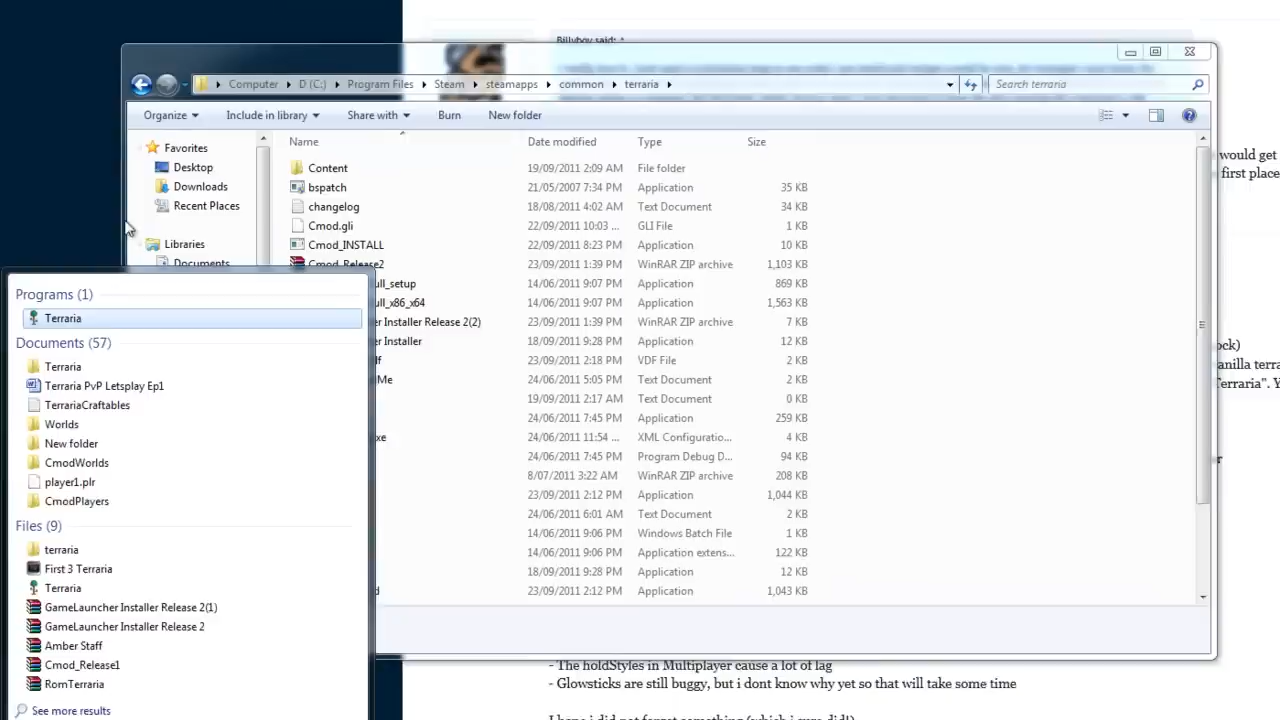 Billyboy said:
Computer D (C:) Program Files Steam steamapps common terraria
Search terraria
Organize Include in library Share with Burn New folder
Name Date modified Type Size
Favorites
Desktop
Downloads
Recent Places
Libraries
Documents
Content 19/09/2011 2:09 AM File folder
bspatch 21/05/2007 7:34 PM Application 35 KB
changelog 18/08/2011 4:02 AM Text Document 34 KB
Cmod.gli 22/09/2011 10:03 ... GLI File 1 KB
Cmod_INSTALL 22/09/2011 8:23 PM Application 10 KB
Cmod_Release2 23/09/2011 1:39 PM WinRAR ZIP archive 1,103 KB
ull_setup 14/06/2011 9:07 PM Application 869 KB
ull_x86_x64 14/06/2011 9:07 PM Application 1,563 KB
er Installer Release 2(2) 23/09/2011 1:39 PM WinRAR ZIP archive 7 KB
er Installer 18/09/2011 9:28 PM Application 12 KB
df 23/09/2011 2:18 PM VDF File 2 KB
Me 24/06/2011 5:05 PM Text Document 2 KB
19/09/2011 2:17 AM Text Document 0 KB
24/06/2011 7:45 PM Application 259 KB
xe 24/06/2011 11:54 ... XML Configuratio... 4 KB
24/06/2011 7:45 PM Program Debug D... 94 KB
8/07/2011 3:22 AM WinRAR ZIP archive 208 KB
23/09/2011 2:12 PM Application 1,044 KB
24/06/2011 6:01 AM Text Document 2 KB
14/06/2011 9:06 PM Windows Batch File 1 KB
14/06/2011 9:06 PM Application extens... 122 KB
18/09/2011 9:28 PM Application 12 KB
d 23/09/2011 2:12 PM Application 1,043 KB
Programs (1)
Terraria
Documents (57)
Terraria
Terraria PvP Letsplay Ep1
TerrariaCraftables
Worlds
New folder
CmodWorlds
player1.plr
CmodPlayers
Files (9)
terraria
First 3 Terraria
Terraria
GameLauncher Installer Release 2(1)
GameLauncher Installer Release 2
Amber Staff
Cmod_Release1
RomTerraria
See more results
would get
first place
ock)
anilla terra
Terraria". Y
r
- The holdStyles in Multiplayer cause a lot of lag
- Glowsticks are still buggy, but i dont know why yet so that will take some time
I hope i did not forget something (which i sure did!)